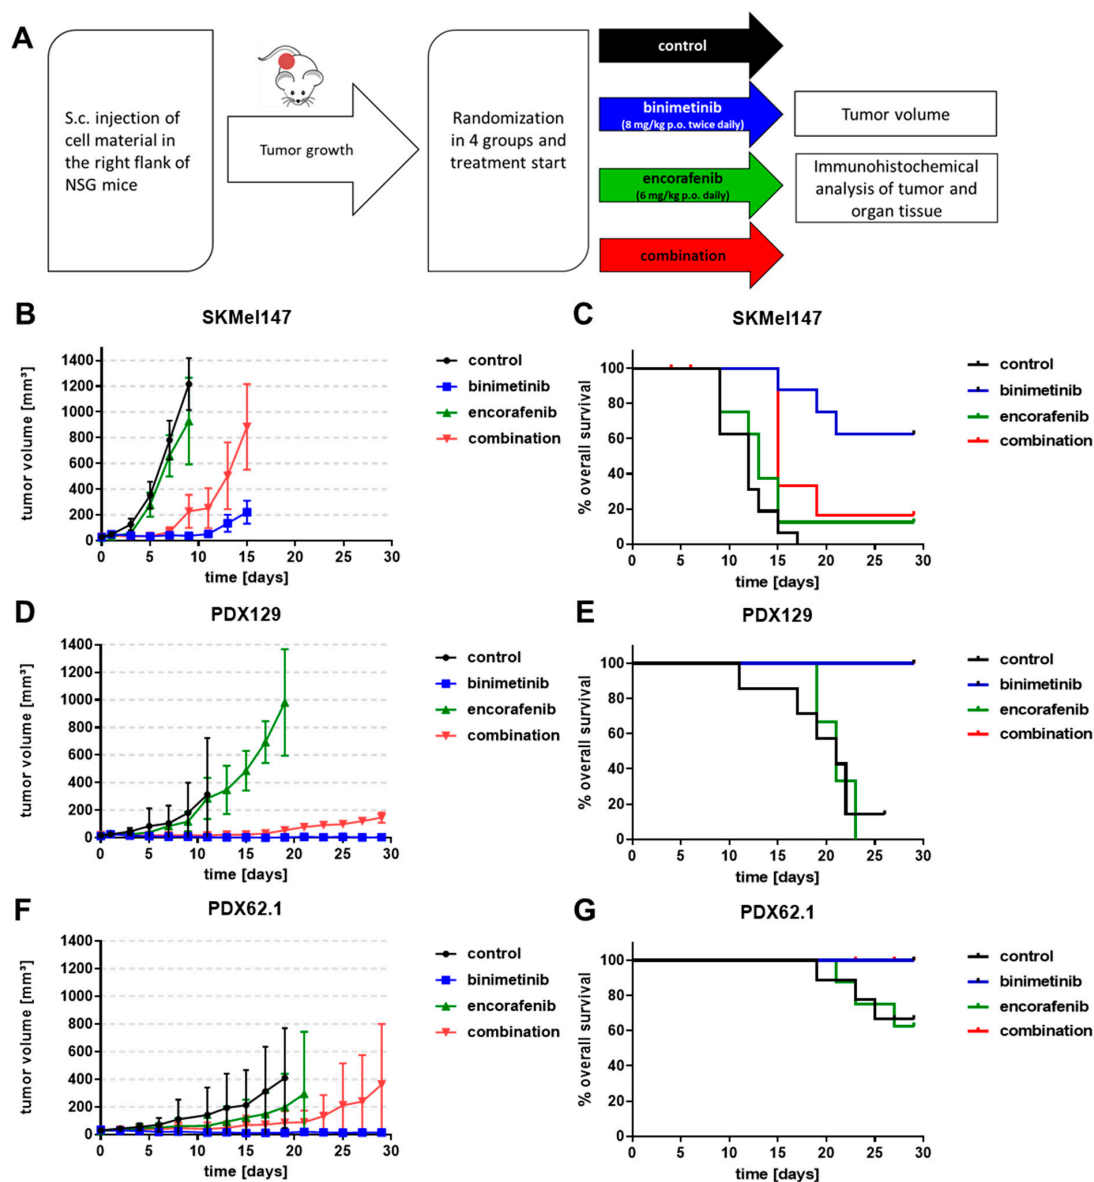 A
S.c. injection of
cell material in
the right flank of
NSG mice
Tumor growth
Randomization
in 4 groups and
treatment start
control
binimetinib
(8 mg/kg p.o. twice daily)
encorafenib
(6 mg/kg p.o. daily)
combination
Tumor volume
Immunohistochemical
analysis of tumor and
organ tissue
B
SKMel147
tumor volume [mm³]
1400
1200
1000
800
600
400
200
0
0 5 10 15 20 25 30
time [days]
control
binimetinib
encorafenib
combination
C
SKMel147
% overall survival
100
80
60
40
20
0
0 5 10 15 20 25 30
time [days]
control
binimetinib
encorafenib
combination
D
PDX129
tumor volume [mm³]
1400
1200
1000
800
600
400
200
0
0 5 10 15 20 25 30
time [days]
control
binimetinib
encorafenib
combination
E
PDX129
% overall survival
100
80
60
40
20
0
0 5 10 15 20 25 30
time [days]
control
binimetinib
encorafenib
combination
F
PDX62.1
tumor volume [mm³]
1400
1200
1000
800
600
400
200
0
0 5 10 15 20 25 30
time [days]
control
binimetinib
encorafenib
combination
G
PDX62.1
% overall survival
100
80
60
40
20
0
0 5 10 15 20 25 30
time [days]
control
binimetinib
encorafenib
combination